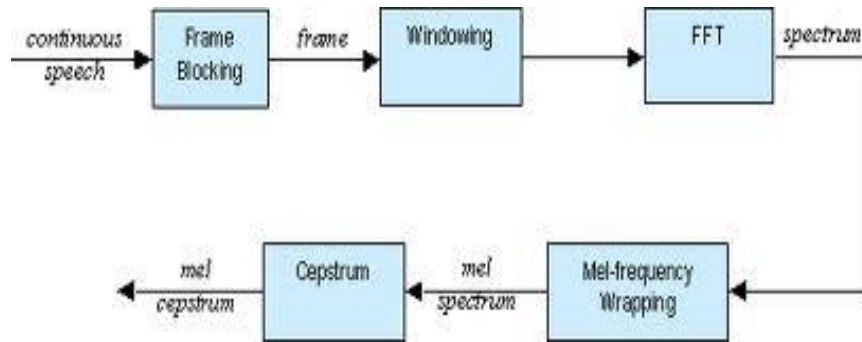 continuous
speech
Frame
Blocking
frame
Windowing
FFT
spectrum
mel
cepstrum
Cepstrum
mel
spectrum
Mel-frequency
Wrapping